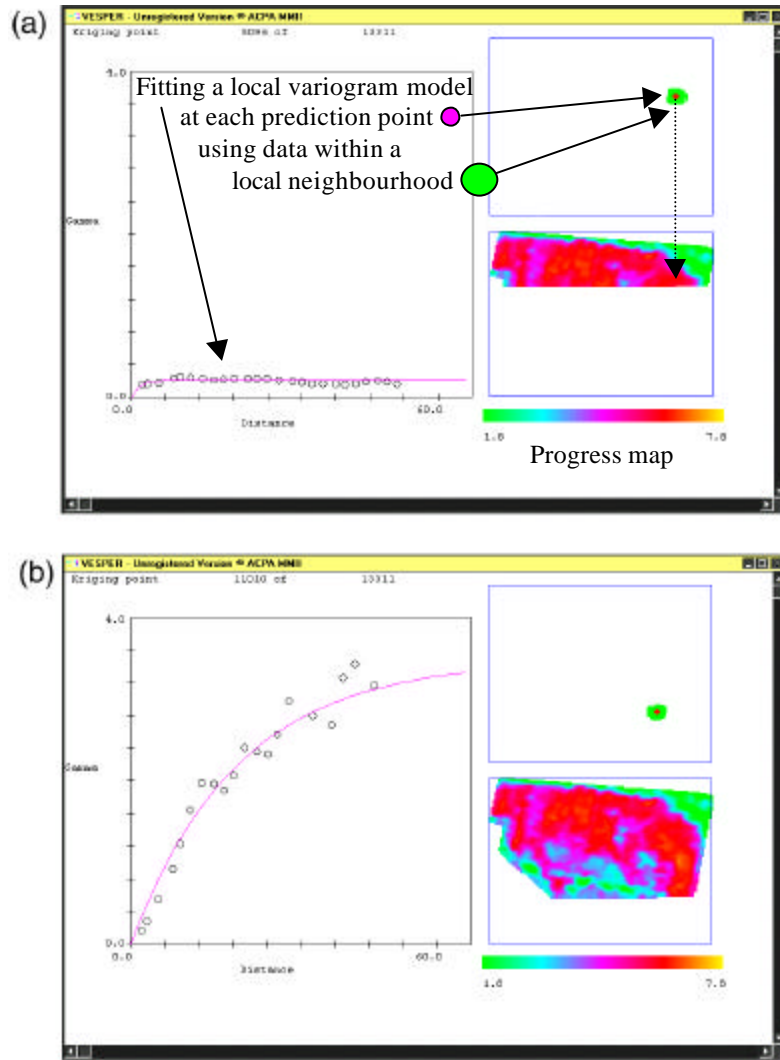 (a)
VESPER - Unregistered Version © ACPA MMII
Kriging point of 13311
Fitting a local variogram model
at each prediction point
using data within a
local neighbourhood
Gamma
0.0
0.0
60.0
Distance
1.0
7.0
Progress map
(b)
VESPER - Unregistered Version © ACPA MMII
Kriging point 11010 of 13311
4.0
Gamma
0.0
0.0
60.0
Distance
1.0
7.0